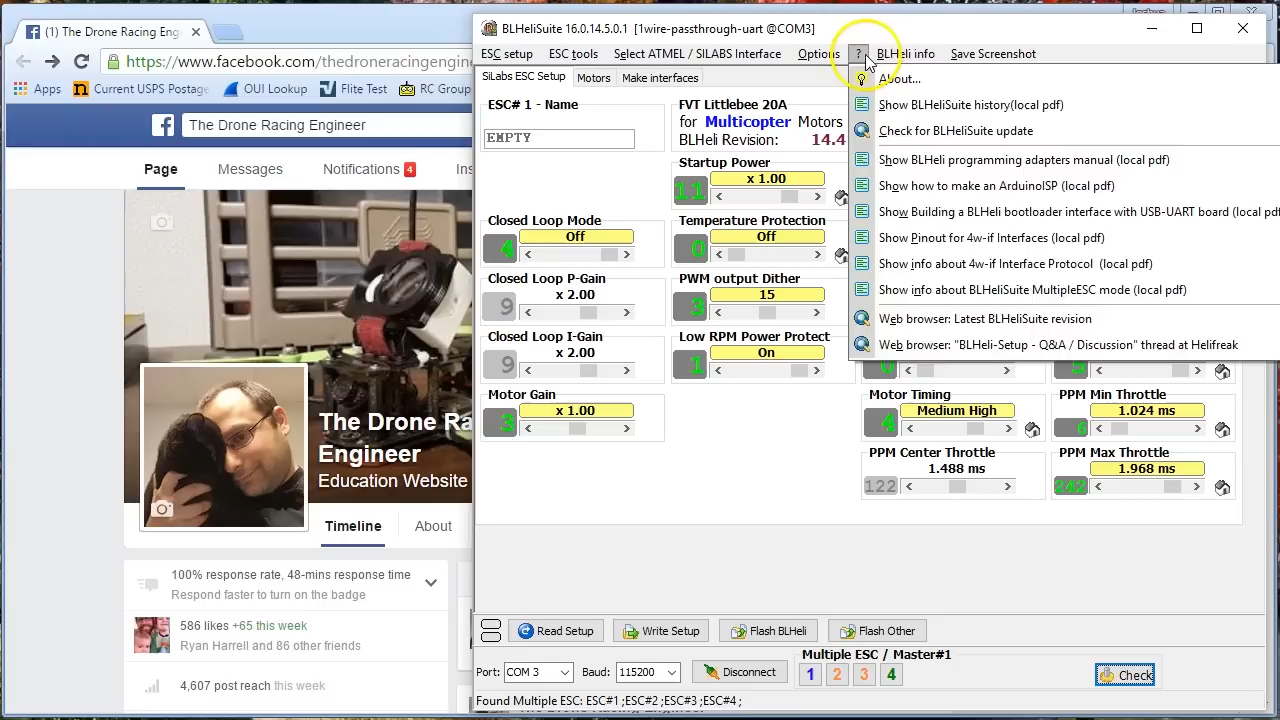 (1) The Drone Racing Eng
https://www.facebook.com/thedroneracingengine
Apps
Current USPS Postage
OUI Lookup
Flite Test
RC Group
The Drone Racing Engineer
Page
Messages
Notifications
4
Ins
The Drone Ra
Engineer
Education Website
Timeline
About
100% response rate, 48-mins response time
Respond faster to turn on the badge
586 likes +65 this week
Ryan Harrell and 86 other friends
4,607 post reach this week
BLHeliSuite 16.0.14.5.0.1 [1wire-passthrough-uart @COM3]
ESC setup
ESC tools
Select ATMEL / SILABS Interface
Options
?
BLHeli info
Save Screenshot
SiLabs ESC Setup
Motors
Make interfaces
ESC# 1 - Name
EMPTY
FVT Littlebee 20A
for Multicopter Motors
BLHeli Revision: 14.4
Startup Power
11
x 1.00
Closed Loop Mode
4
Off
Temperature Protection
0
Off
Closed Loop P-Gain
9
x 2.00
PWM output Dither
15
Closed Loop I-Gain
9
x 2.00
Low RPM Power Protect
1
On
Motor Gain
3
x 1.00
About...
Show BLHeliSuite history(local pdf)
Check for BLHeliSuite update
Show BLHeli programming adapters manual (local pdf)
Show how to make an ArduinoISP (local pdf)
Show Building a BLHeli bootloader interface with USB-UART board (local pd
Show Pinout for 4w-if Interfaces (local pdf)
Show info about 4w-if Interface Protocol (local pdf)
Show info about BLHeliSuite MultipleESC mode (local pdf)
Web browser: Latest BLHeliSuite revision
Web browser: "BLHeli-Setup - Q&A / Discussion" thread at Helifreak
Motor Timing
4
Medium High
PPM Min Throttle
6
1.024 ms
PPM Center Throttle
122
1.488 ms
PPM Max Throttle
242
1.968 ms
Read Setup
Write Setup
Flash BLHeli
Flash Other
Port:
COM 3
Baud:
115200
Disconnect
Multiple ESC / Master#1
1
2
3
4
Check
Found Multiple ESC: ESC#1 ;ESC#2 ;ESC#3 ;ESC#4 ;